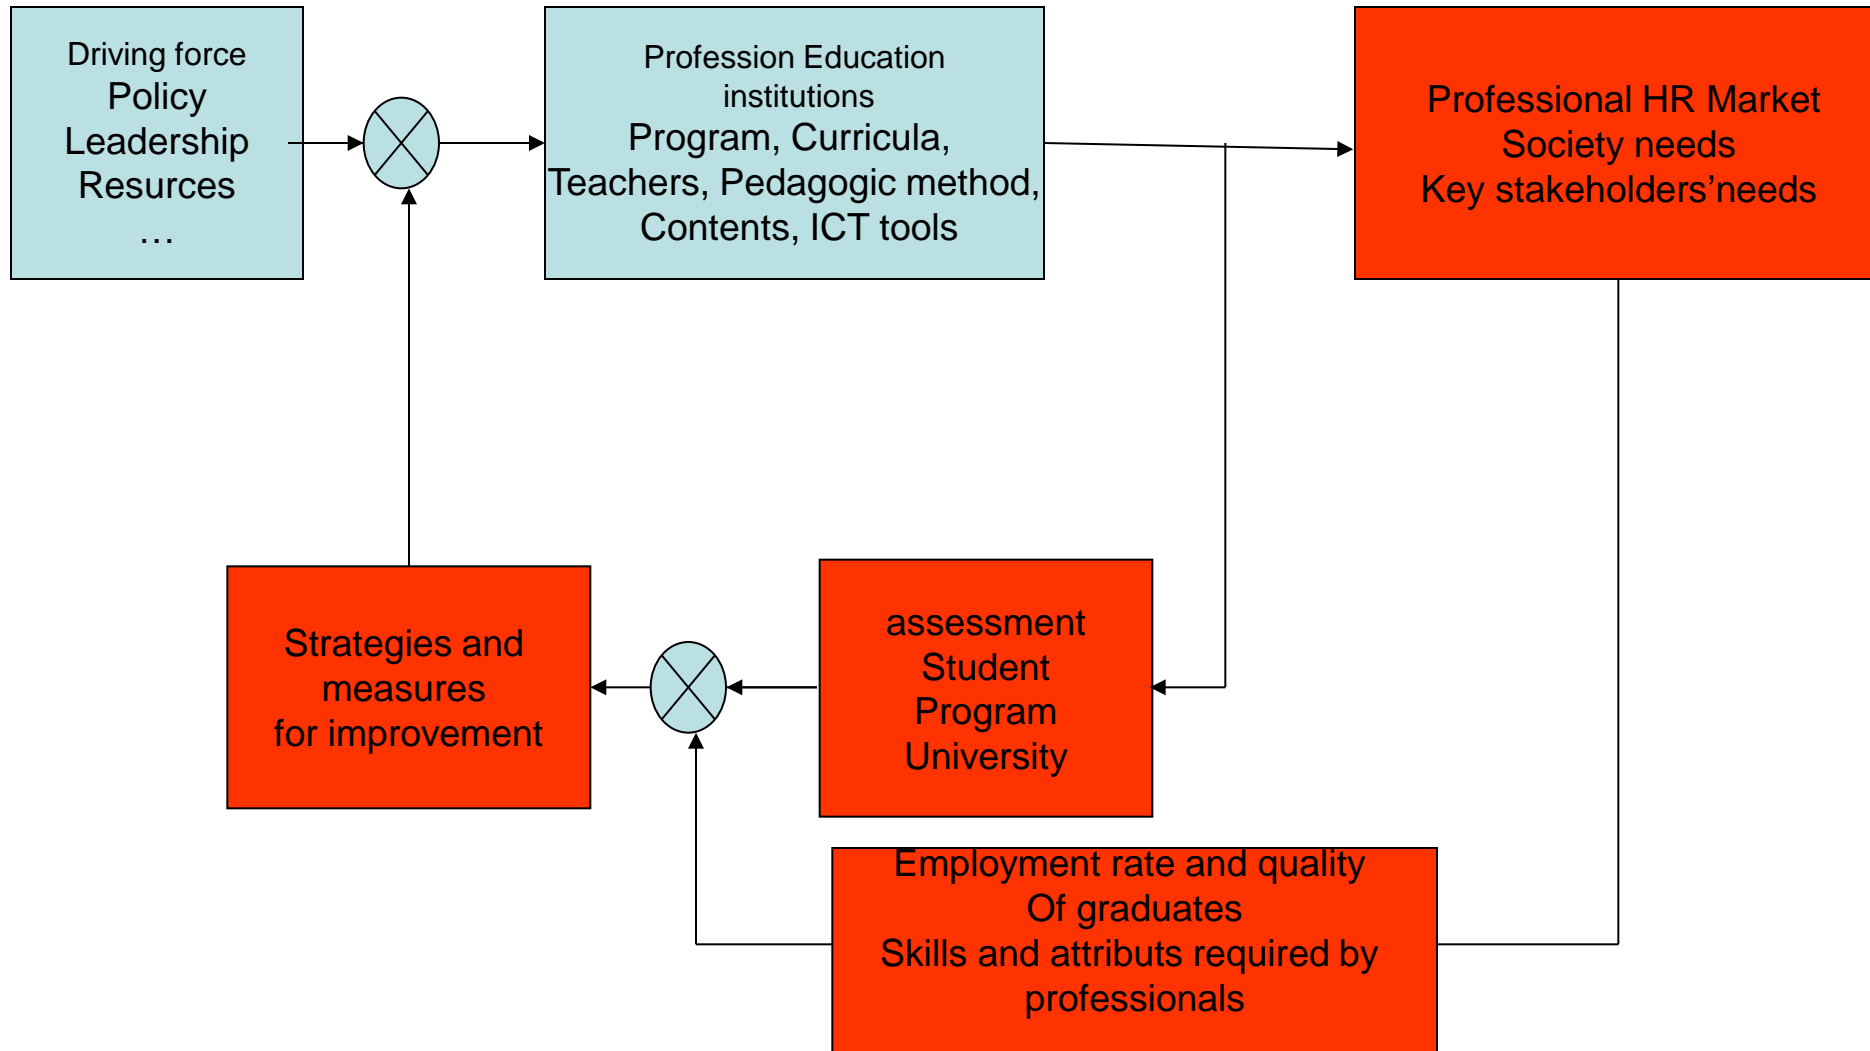 Driving force
Policy
Leadership
Resurces
…
Profession Education
institutions
Program, Curricula,
Teachers, Pedagogic method,
Contents, ICT tools
Professional HR Market
Society needs
Key stakeholders’needs
Strategies and
measures
for improvement
assessment
Student
Program
University
Employment rate and quality
Of graduates
Skills and attributs required by
professionals